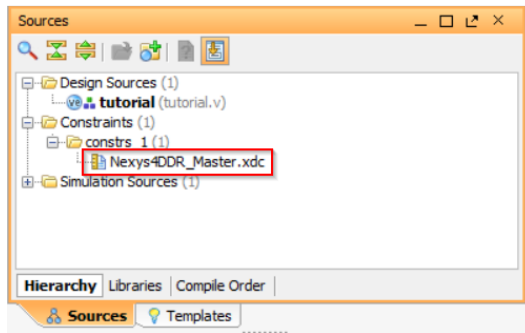 Sources
Design Sources (1)
tutorial (tutorial.v)
Constraints (1)
constrs_1 (1)
Nexys4DDR_Master.xdc
Simulation Sources (1)
Hierarchy Libraries Compile Order
Sources Templates